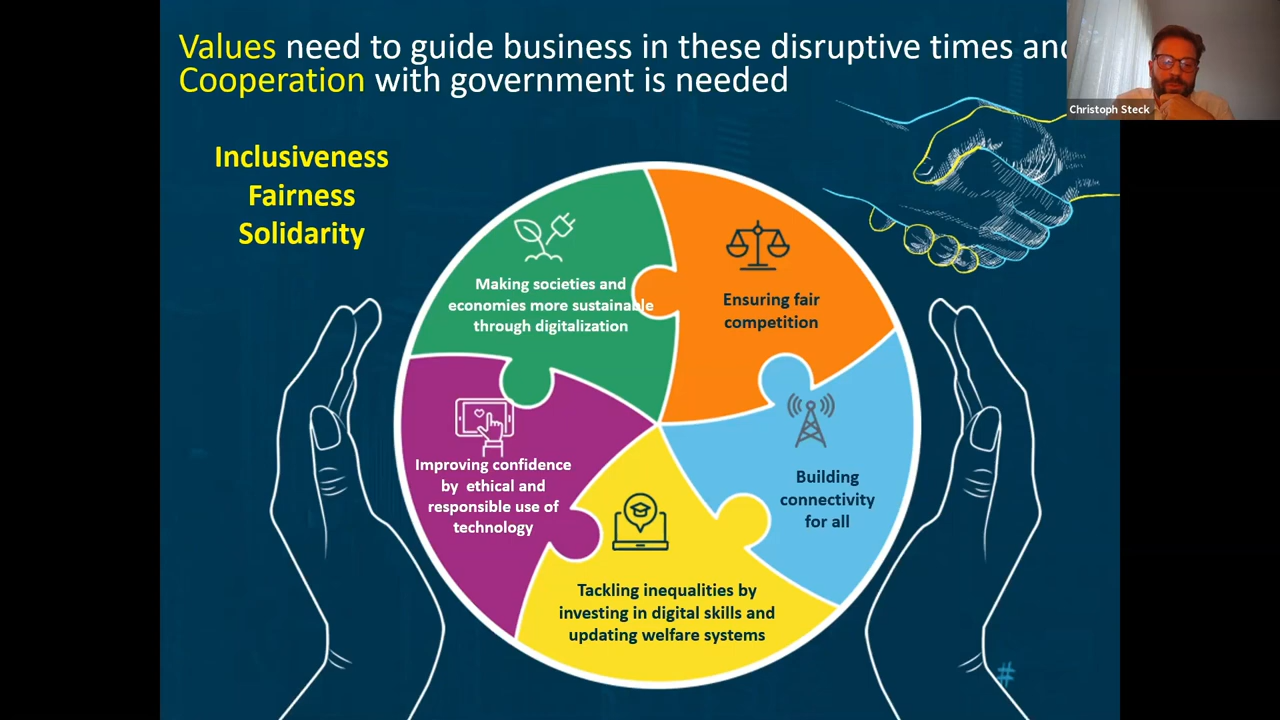 Values need to guide business in these disruptive times and
Cooperation with government is needed
Christoph Steck
Inclusiveness
Fairness
Solidarity
Making societies and
economies more sustainable
through digitalization
Ensuring fair
competition
Improving confidence
by ethical and
responsible use of
technology
Building
connectivity
for all
Tackling inequalities by
investing in digital skills and
updating welfare systems
#